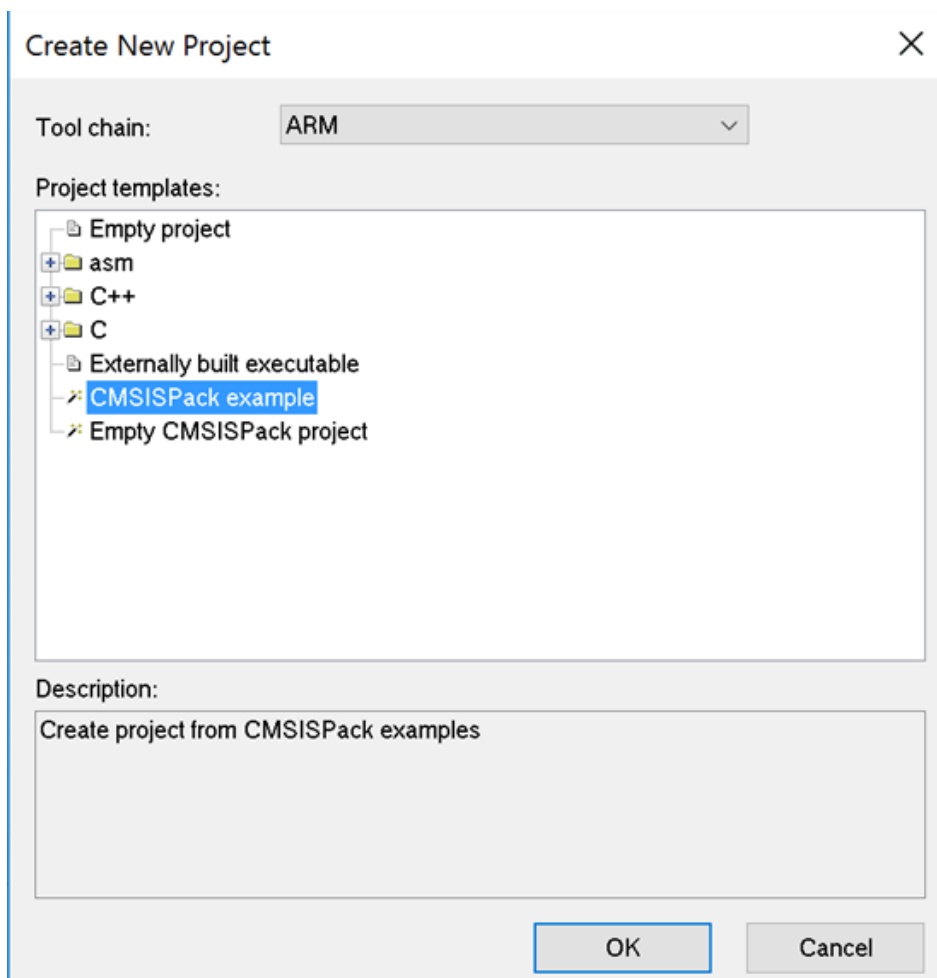 Create New Project
Tool chain: ARM
Project templates:
Empty project
asm
C++
C
Externally built executable
CMSISPack example
Empty CMSISPack project
Description:
Create project from CMSISPack examples
OK Cancel